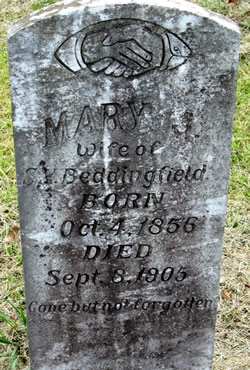 MARY J.
Wife of
Beddingfield
BORN
Oct. 4, 1856
DIED
Sept. 8, 1905
Gone but not forgotten